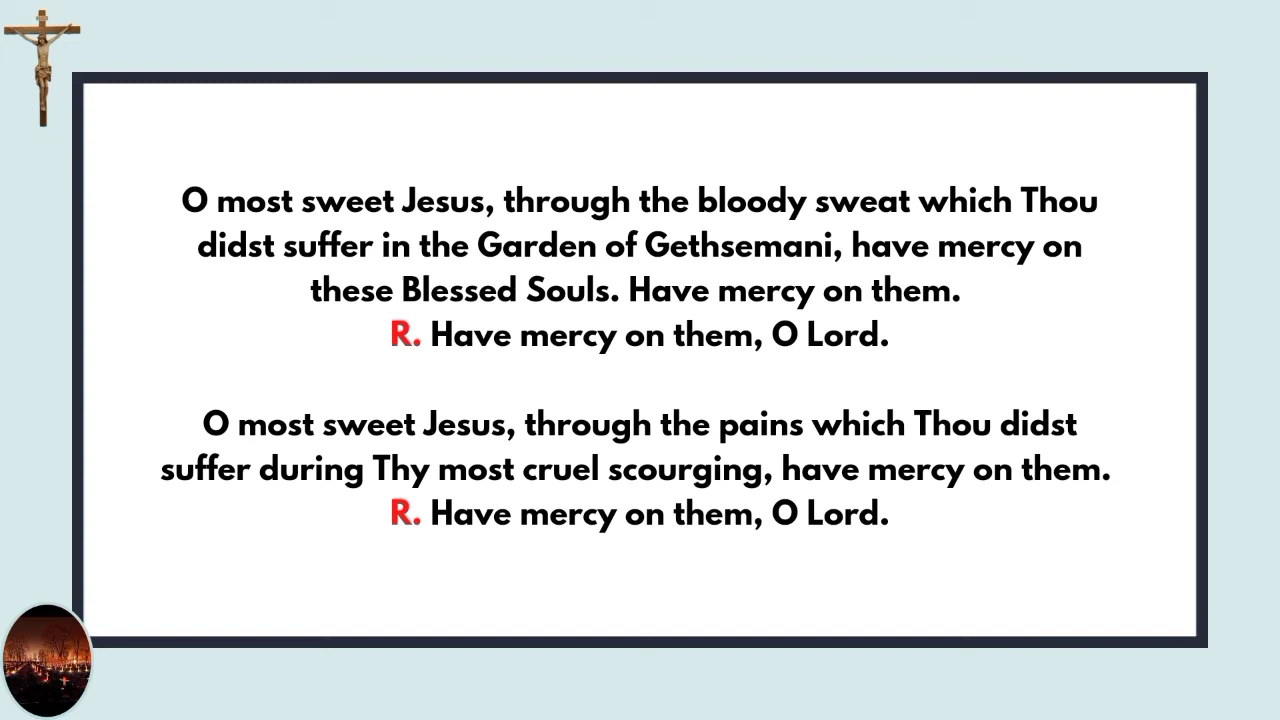 O most sweet Jesus, through the bloody sweat which Thou
didst suffer in the Garden of Gethsemani, have mercy on
these Blessed Souls. Have mercy on them.
R. Have mercy on them, O Lord.
O most sweet Jesus, through the pains which Thou didst
suffer during Thy most cruel scourging, have mercy on them.
R. Have mercy on them, O Lord.